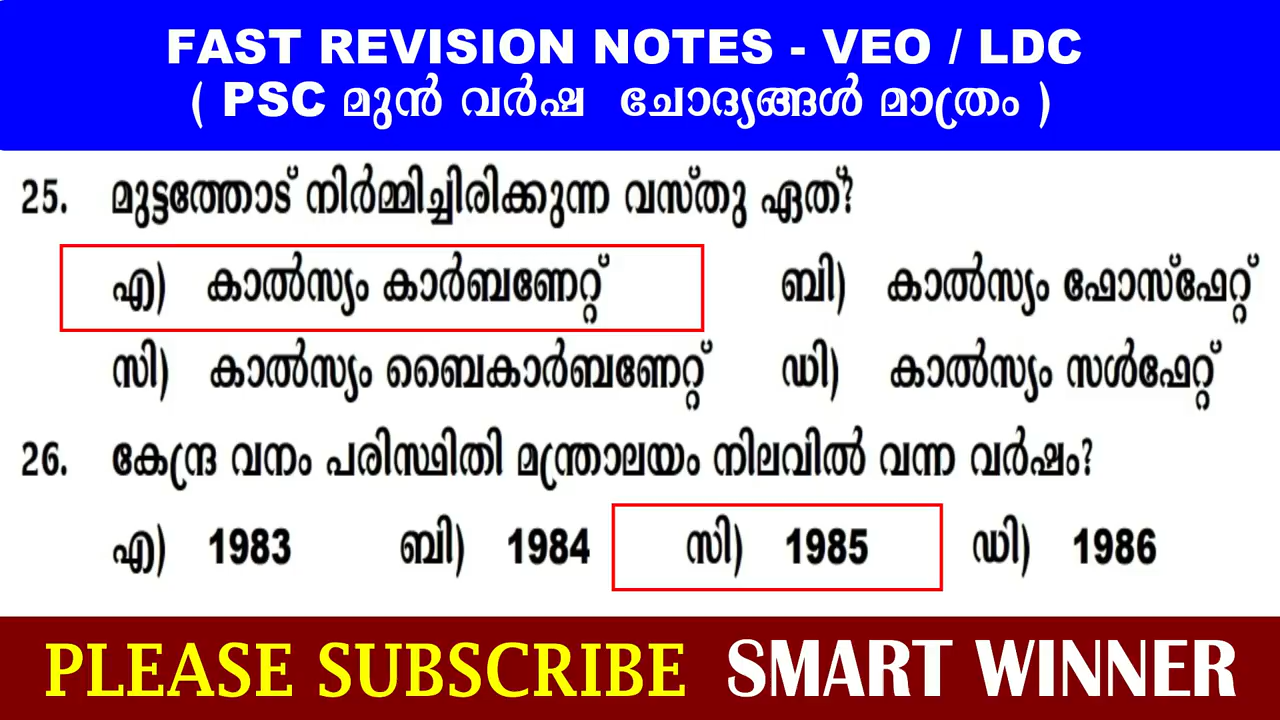 FAST REVISION NOTES - VEO / LDC
( PSC മുൻ വർഷ ചോദ്യങ്ങൾ മാത്രം )
25. മുട്ടത്തോട് നിർമ്മിച്ചിരിക്കുന്ന വസ്തു ഏത്?
എ) കാൽസ്യം കാർബണേറ്റ് ബി) കാൽസ്യം ഫോസ്ഫേറ്റ്
സി) കാൽസ്യം ബൈകാർബണേറ്റ് ഡി) കാൽസ്യം സൾഫേറ്റ്
26. കേന്ദ്ര വനം പരിസ്ഥിതി മന്ത്രാലയം നിലവിൽ വന്ന വർഷം?
എ) 1983 ബി) 1984 സി) 1985 ഡി) 1986
PLEASE SUBSCRIBE SMART WINNER